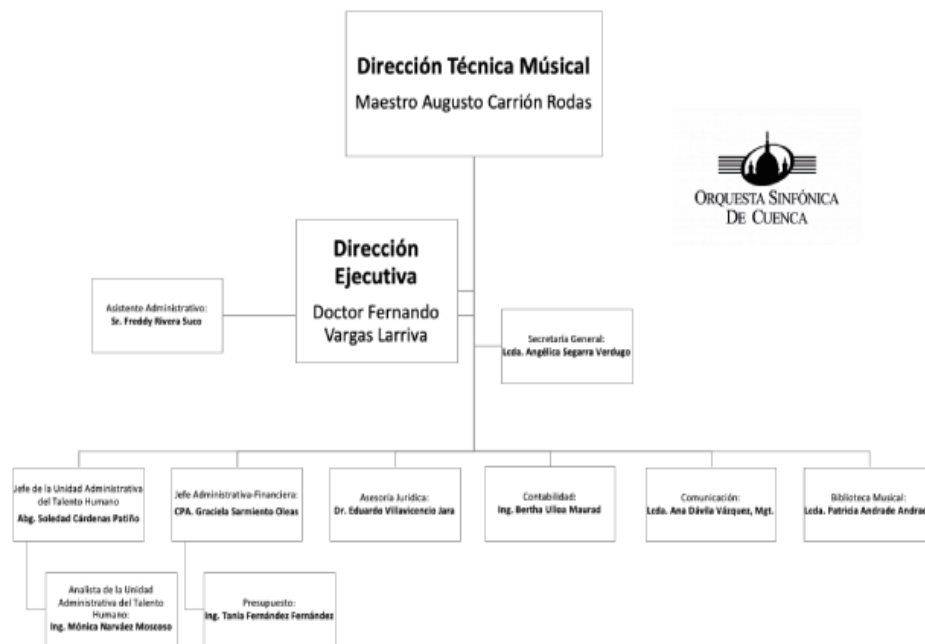 Dirección Técnica Músical
Maestro Augusto Carrión Rodas
ORQUESTA SINFÓNICA
DE CUENCA
Dirección
Ejecutiva
Doctor Fernando
Vargas Larriva
Asistente Administrativo:
Sr. Freddy Rivera Suco
Secretaría General:
Lcda. Angélica Segarra Verdugo
Jefe de la Unidad Administrativa
del Talento Humano
Abg. Soledad Cárdenas Patiño
Jefe Administrativa-Financiera:
CPA. Graciela Sarmiento Oleas
Asesoría Jurídica:
Dr. Eduardo Villavicencio Jara
Contabilidad:
Ing. Bertha Ulloa Maurad
Comunicación:
Lcda. Ana Dávila Vázquez, Mgt.
Biblioteca Musical:
Lcda. Patricia Andrade Andrade
Analista de la Unidad
Administrativa del Talento
Humano:
Ing. Mónica Narváez Moscoso
Presupuesto:
Ing. Tania Fernández Fernández